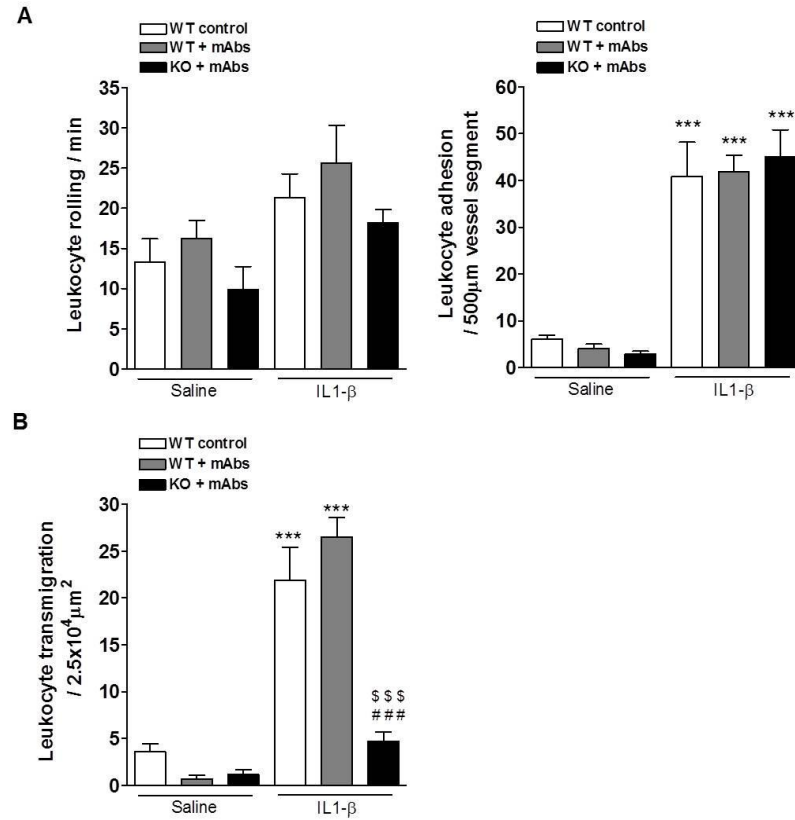 A
WT control
WT + mAbs
KO + mAbs
Leukocyte rolling / min
35
30
25
20
15
10
5
0
Saline
IL1-β
WT control
WT + mAbs
KO + mAbs
Leukocyte adhesion
/ 500μm vessel segment
60
50
40
30
20
10
0
***
***
***
Saline
IL1-β
B
WT control
WT + mAbs
KO + mAbs
Leukocyte transmigration
/ 2.5x10⁴μm²
30
25
20
15
10
5
0
***
***
$ $ $
# # #
Saline
IL1-β